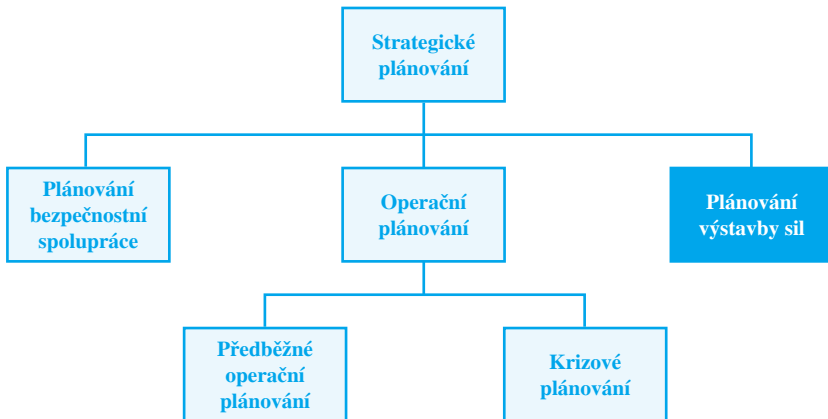 Strategické
plánování
Plánování
bezpečnostní
spolupráce
Operační
plánování
Plánování
výstavby sil
Předběžné
operační
plánování
Krizové
plánování